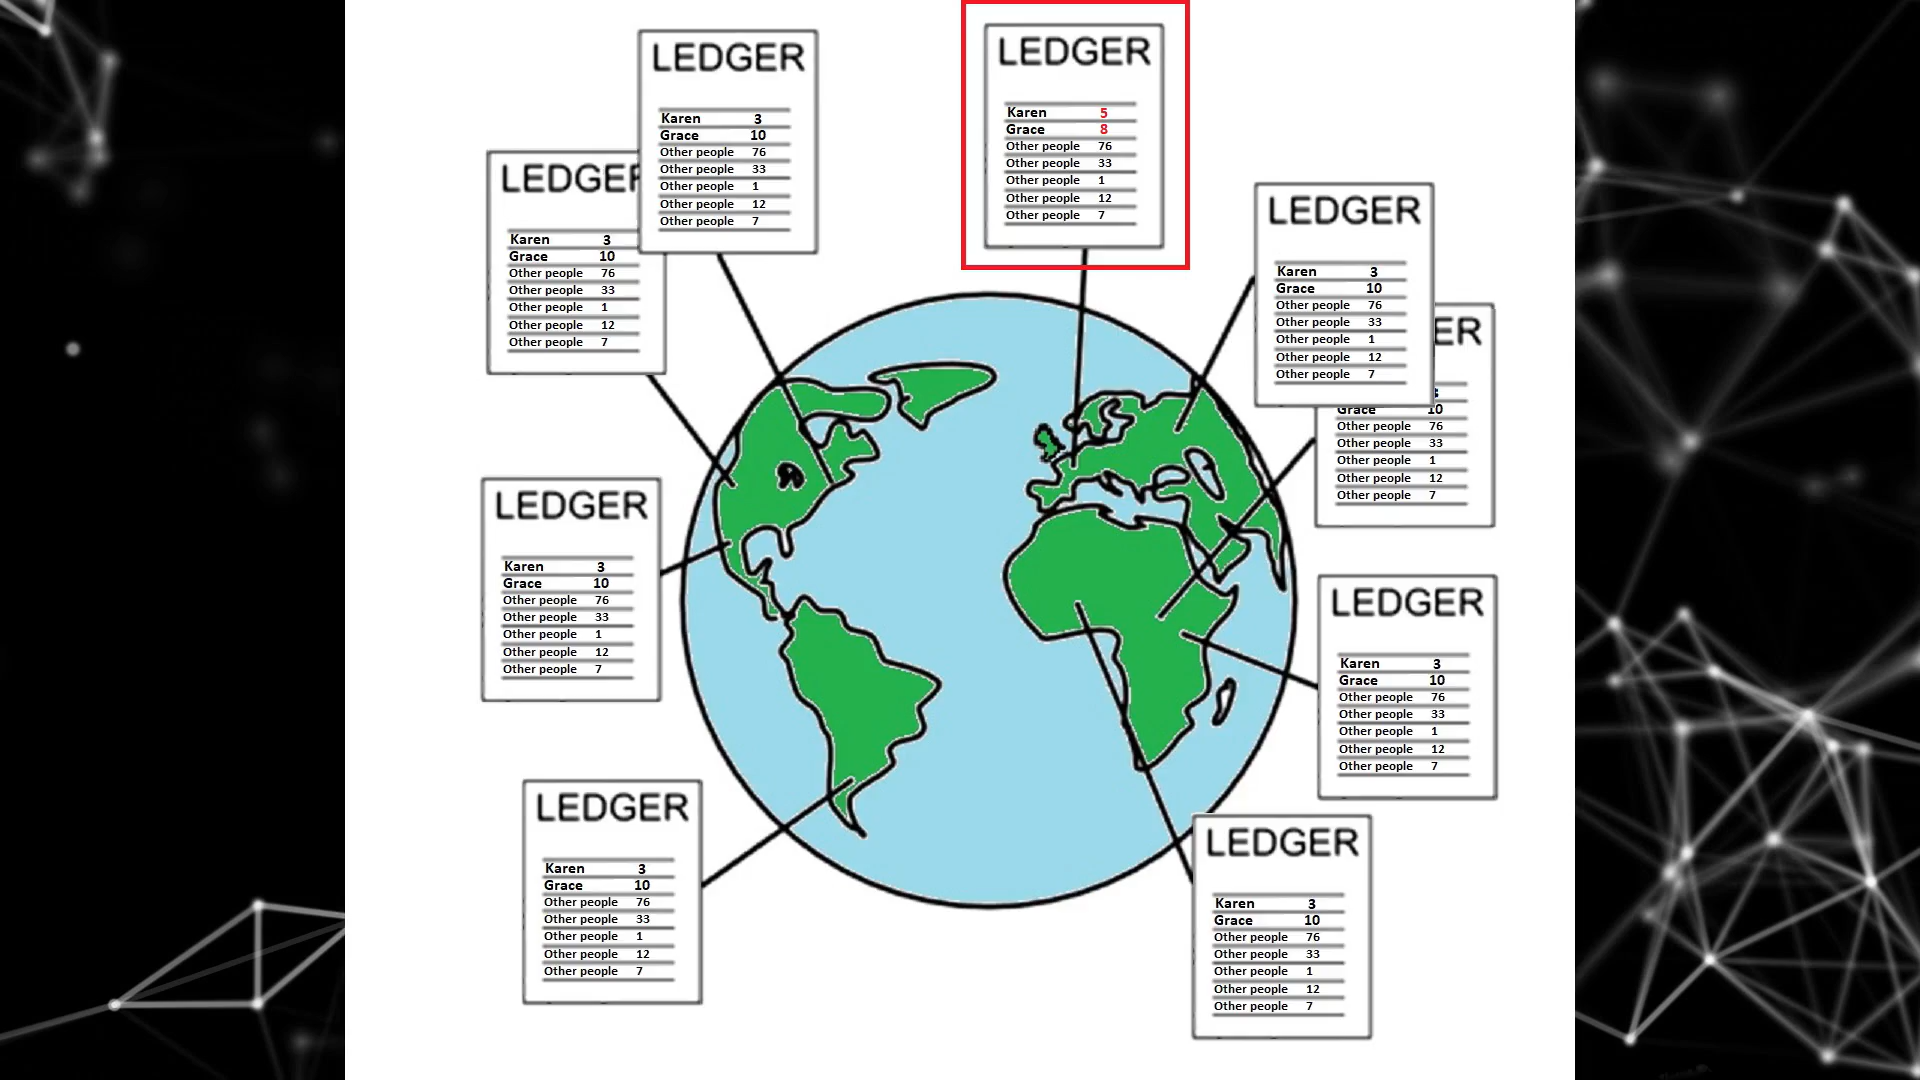 LEDGER
Karen 3
Grace 10
Other people 76
Other people 33
Other people 1
Other people 12
Other people 7
LEDGER
Karen 5
Grace 8
Other people 76
Other people 33
Other people 1
Other people 12
Other people 7
LEDGER
Karen 3
Grace 10
Other people 76
Other people 33
Other people 1
Other people 12
Other people 7
LEDGER
Karen 3
Grace 10
Other people 76
Other people 33
Other people 1
Other people 12
Other people 7
ER
Grace 10
Other people 76
Other people 33
Other people 1
Other people 12
Other people 7
LEDGER
Karen 3
Grace 10
Other people 76
Other people 33
Other people 1
Other people 12
Other people 7
LEDGER
Karen 3
Grace 10
Other people 76
Other people 33
Other people 1
Other people 12
Other people 7
LEDGER
Karen 3
Grace 10
Other people 76
Other people 33
Other people 1
Other people 12
Other people 7
LEDGER
Karen 3
Grace 10
Other people 76
Other people 33
Other people 1
Other people 12
Other people 7